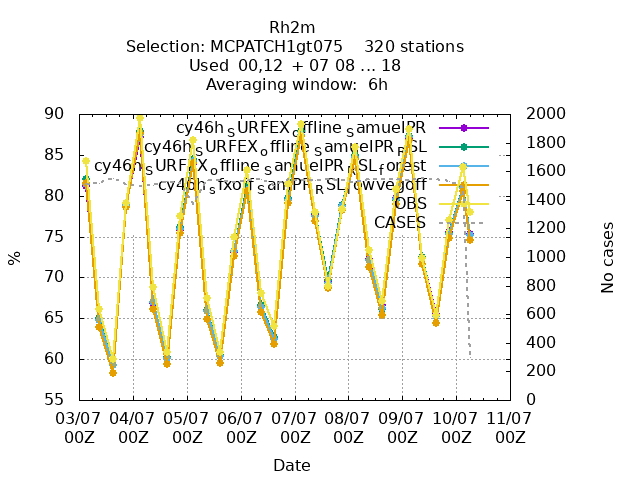 Rh2m
Selection: MCPATCH1gt075 320 stations
Used 00,12 + 07 08 ... 18
Averaging window: 6h
cy46h_SURFEX_offline_SamuelPR
cy46h_SURFEX_offline_SamuelPR_RSL
cy46h_SURFEX_offline_SamuelPR_RSL_forest
OBS
CASES
90
85
80
75
70
65
60
55
%
2000
1800
1600
1400
1200
1000
800
600
400
200
0
No cases
03/07 04/07 05/07 06/07 07/07 08/07 09/07 10/07 11/07
00Z 00Z 00Z 00Z 00Z 00Z 00Z 00Z 00Z
Date